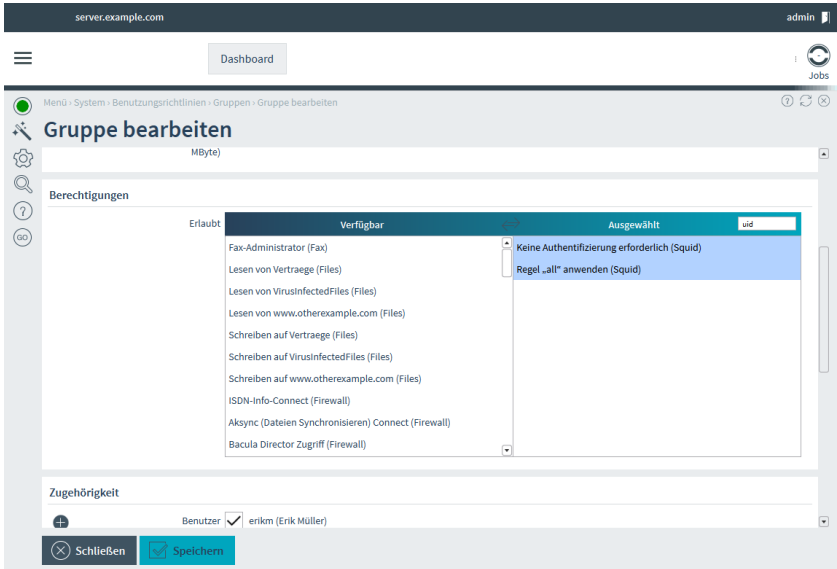 server.example.com
admin
Dashboard
Jobs
Menü › System › Benutzungsrichtlinien › Gruppen › Gruppe bearbeiten
Gruppe bearbeiten
MByte)
Berechtigungen
Erlaubt
Verfügbar
Ausgewählt
uid
Fax-Administrator (Fax)
Lesen von Vertraege (Files)
Lesen von VirusInfectedFiles (Files)
Lesen von www.otherexample.com (Files)
Schreiben auf Vertraege (Files)
Schreiben auf VirusInfectedFiles (Files)
Schreiben auf www.otherexample.com (Files)
ISDN-Info-Connect (Firewall)
Aksync (Dateien Synchronisieren) Connect (Firewall)
Bacula Director Zugriff (Firewall)
Keine Authentifizierung erforderlich (Squid)
Regel „all“ anwenden (Squid)
Zugehörigkeit
Benutzer
erikm (Erik Müller)
GO
Schließen
Speichern